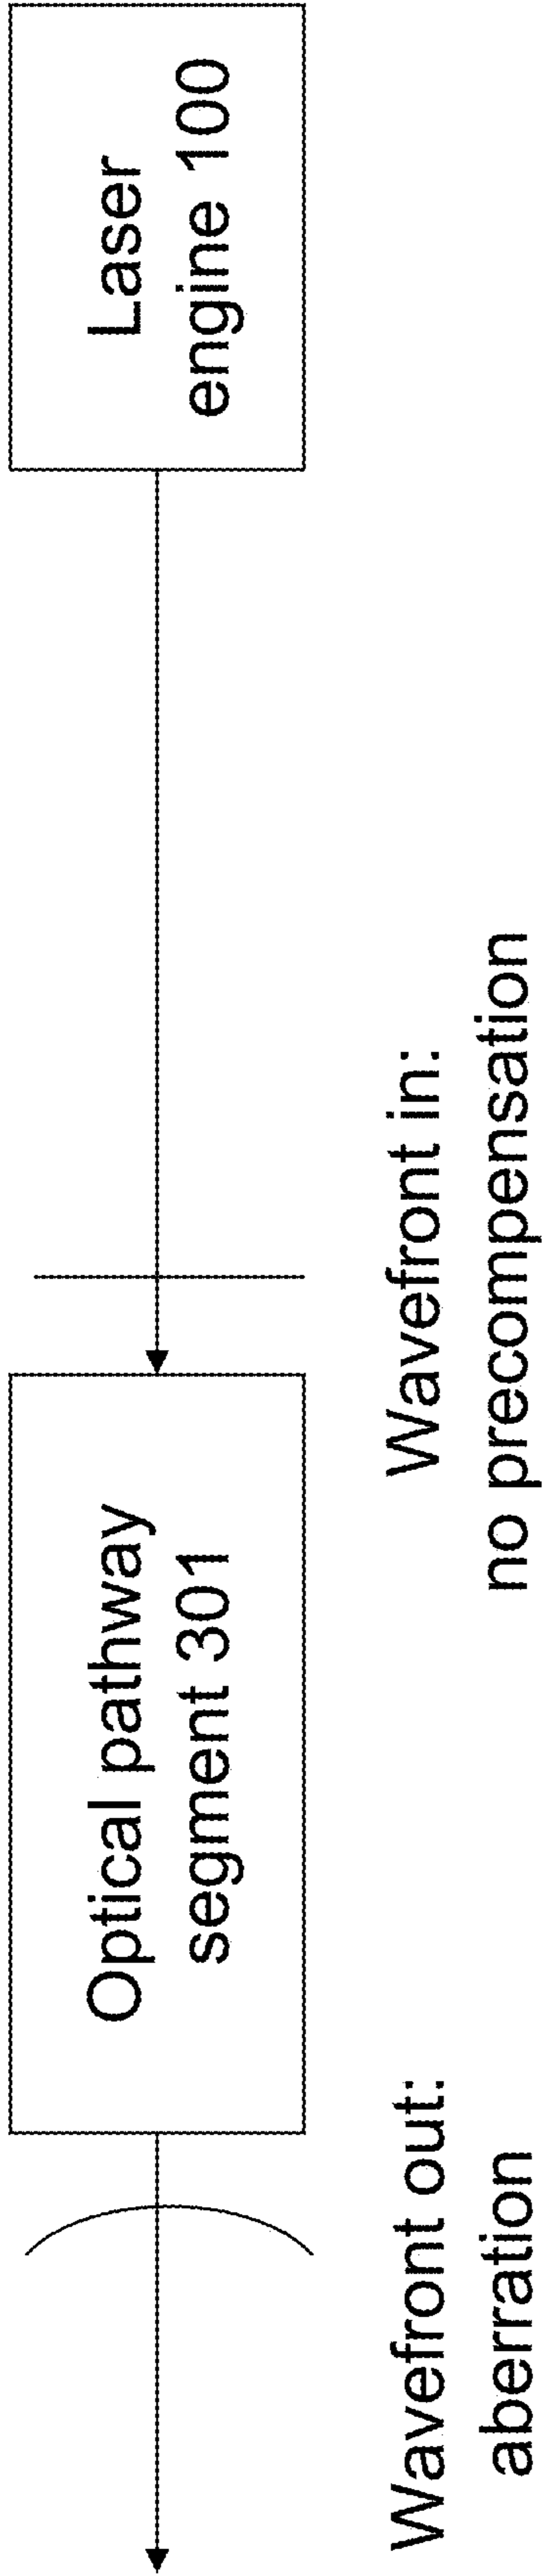 Optical pathway
segment 301
Laser
engine 100
Wavefront out:
aberration
Wavefront in:
no precompensation